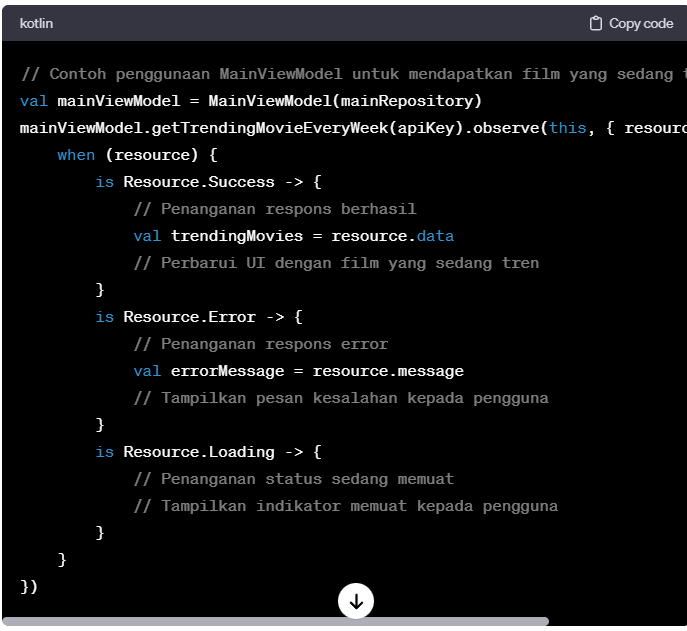 kotlin
Copy code
// Contoh penggunaan MainViewModel untuk mendapatkan film yang sedang
val mainViewModel = MainViewModel(mainRepository)
mainViewModel.getTrendingMovieEveryWeek(apiKey).observe(this, { resourc
    when (resource) {
        is Resource.Success -> {
            // Penanganan respons berhasil
            val trendingMovies = resource.data
            // Perbarui UI dengan film yang sedang tren
        }
        is Resource.Error -> {
            // Penanganan respons error
            val errorMessage = resource.message
            // Tampilkan pesan kesalahan kepada pengguna
        }
        is Resource.Loading -> {
            // Penanganan status sedang memuat
            // Tampilkan indikator memuat kepada pengguna
        }
    }
})